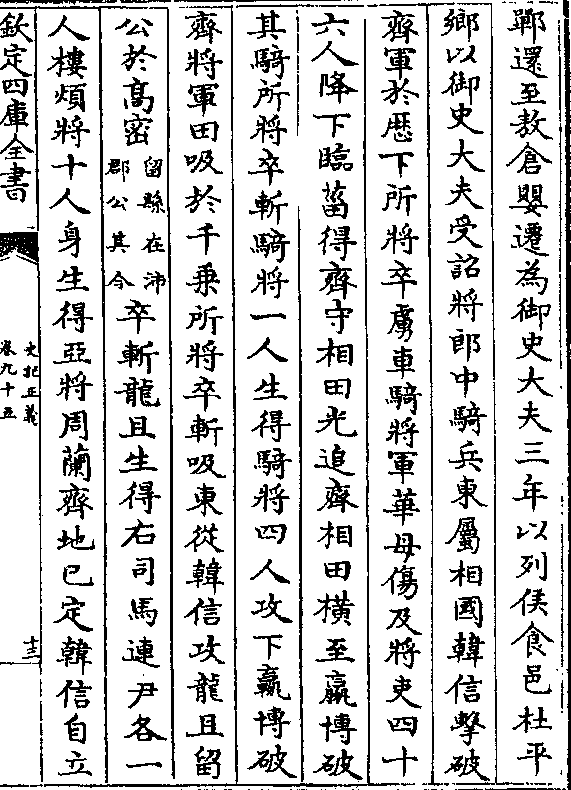 鄲還至敖倉嬰遷為御史大夫三年以列侯食邑杜平
鄉以御史大夫受詔將郎中騎兵東屬相國韓信擊破
齊軍於歴下所將卒虜車騎將軍華毋傷及將吏四十
六人降下臨菑得齊守相田光追齊相田橫至嬴博破
其騎所將卒斬騎將一人生得騎將四人攻下嬴博破
齊將軍田吸於千乗所將卒斬吸東從韓信攻龍且留
公於髙密留縣在沛郡公其令卒斬龍且生得右司馬連尹各一
人樓煩將十人身生得亞將周蘭齊地已定韓信自立
欽定四庫全書
史記正義
卷九十五
十三